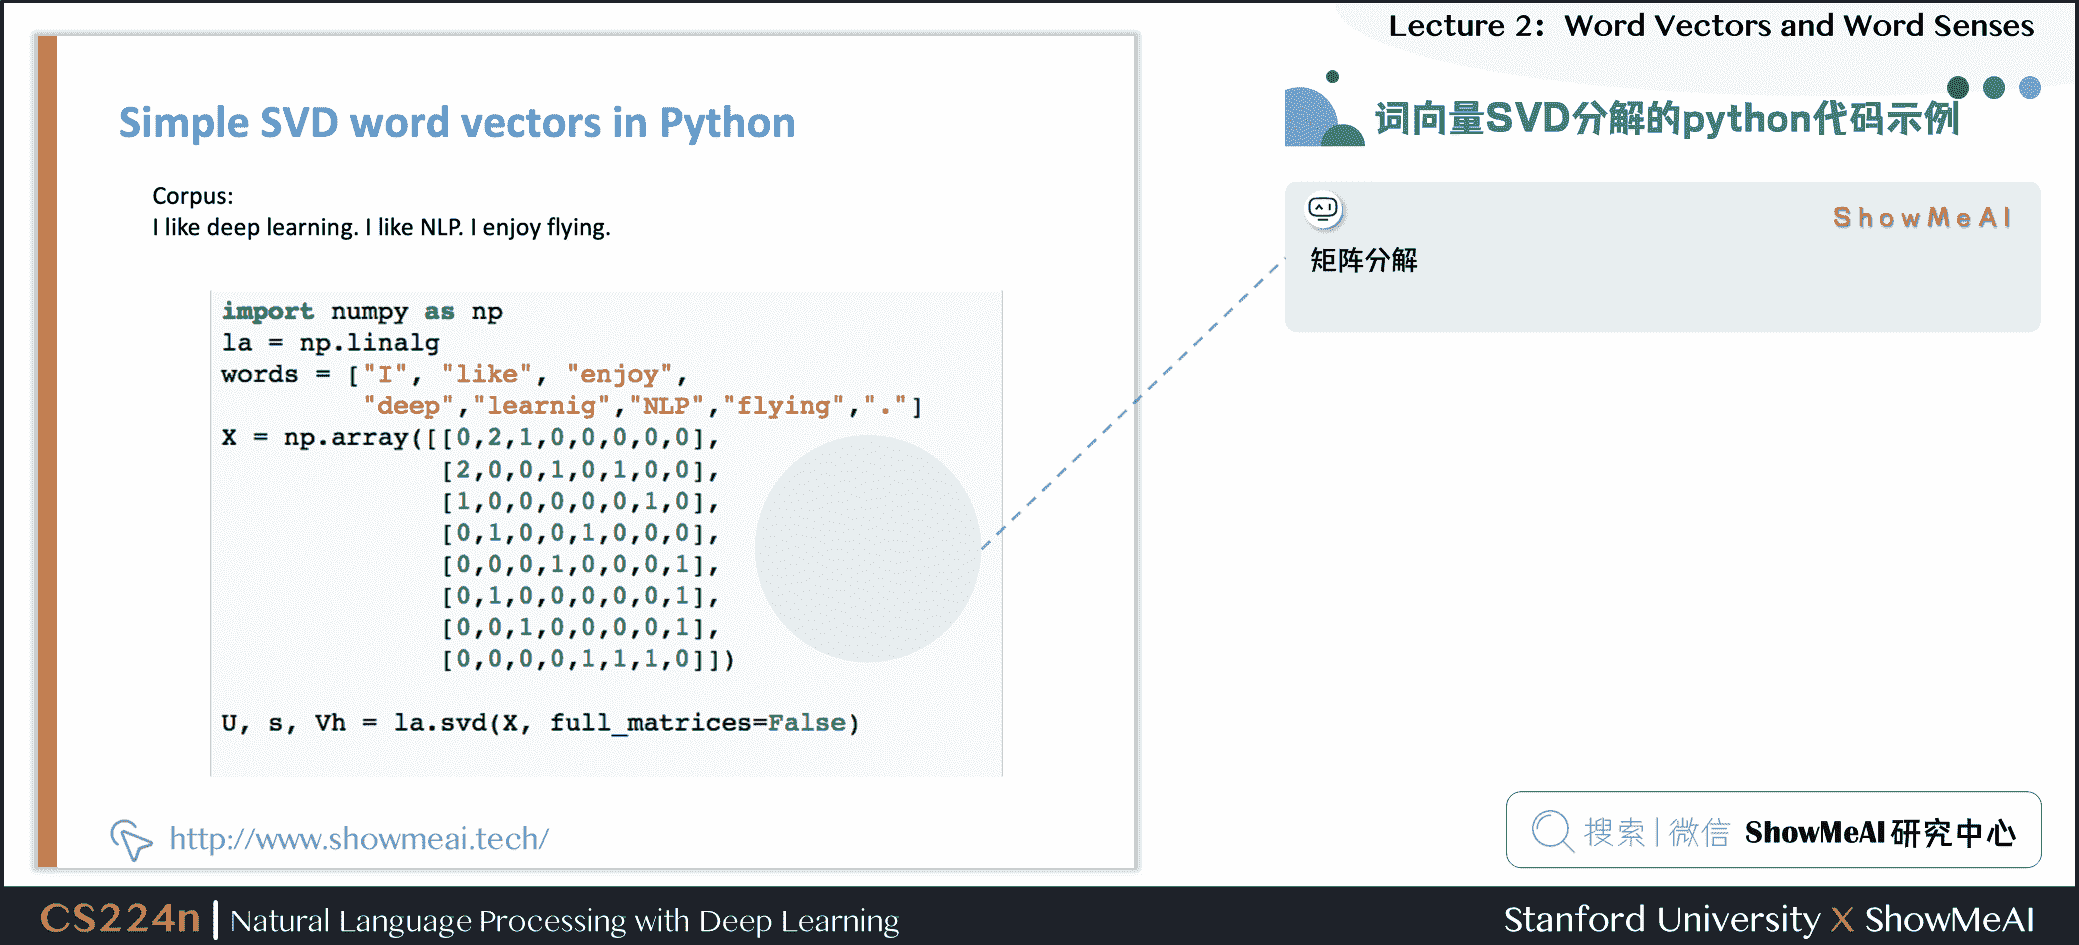 Lecture 2: Word Vectors and Word Senses
Simple SVD word vectors in Python
Corpus:
I like deep learning. I like NLP. I enjoy flying.
import numpy as np
la = np.linalg
words = ["I", "like", "enjoy",
"deep","learnig","NLP","flying","."]
X = np.array([[0,2,1,0,0,0,0,0],
[2,0,0,1,0,1,0,0],
[1,0,0,0,0,0,1,0],
[0,1,0,0,1,0,0,0],
[0,0,0,1,0,0,0,1],
[0,1,0,0,0,0,0,1],
[0,0,1,0,0,0,0,1],
[0,0,0,0,1,1,1,0]])
U, s, Vh = la.svd(X, full_matrices=False)
http://www.showmeai.tech/
词向量SVD分解的python代码示例
ShowMeAI
矩阵分解
搜索|微信 ShowMeAI 研究中心
CS224n | Natural Language Processing with Deep Learning
Stanford University X ShowMeAI